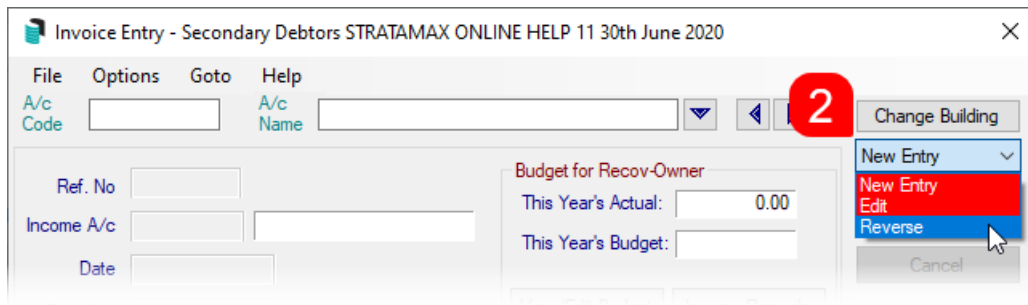 Invoice Entry - Secondary Debtors STRATAMAX ONLINE HELP 11 30th June 2020
File Options Goto Help
A/c Code
A/c Name
2
Change Building
New Entry
New Entry
Edit
Reverse
Cancel
Ref. No
Income A/c
Date
Budget for Recov-Owner
This Year's Actual: 0.00
This Year's Budget: